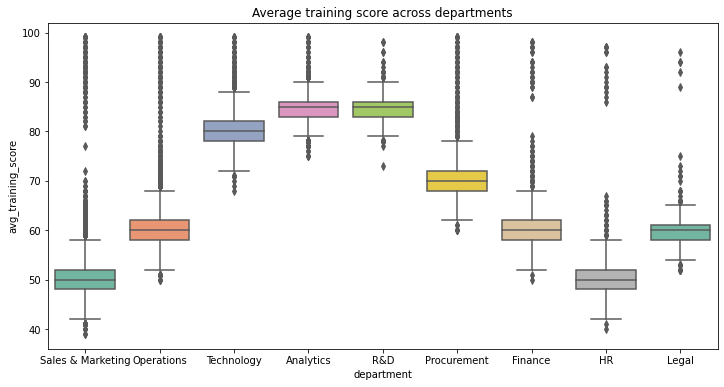 Average training score across departments
avg_training_score
100
90
80
70
60
50
40
Sales & Marketing Operations Technology Analytics R&D Procurement Finance HR Legal
department